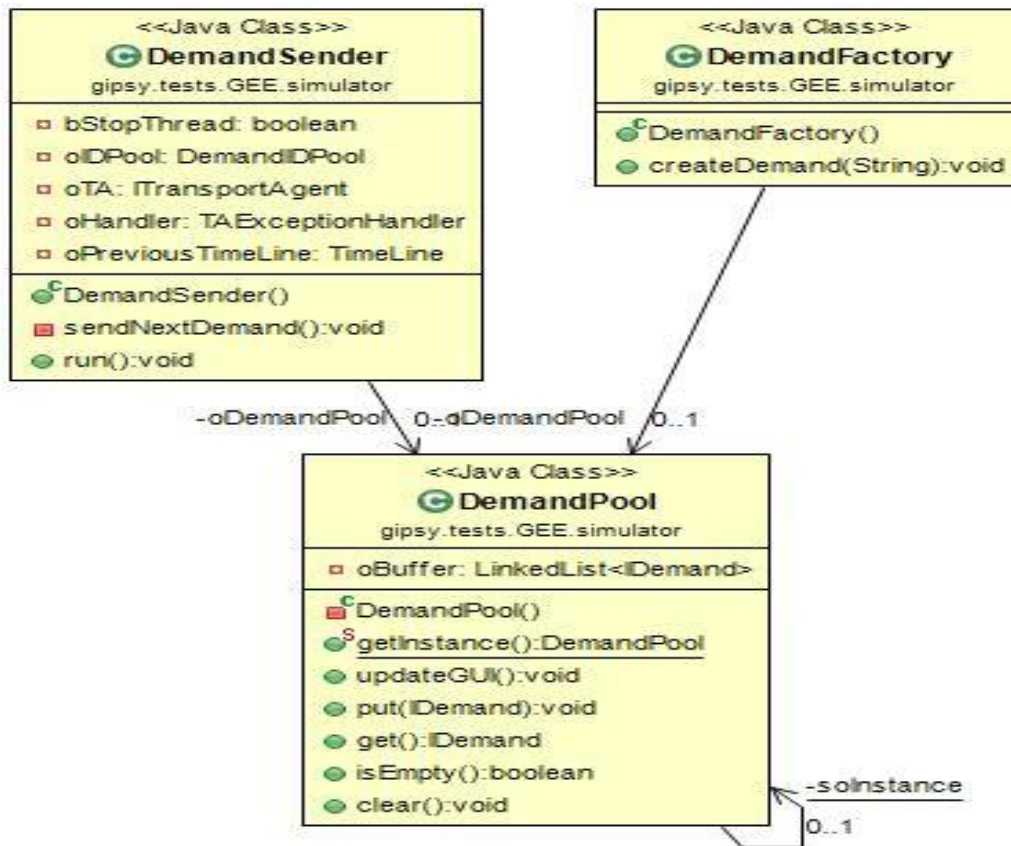 <<Java Class>>
DemandSender
gipsy.tests.GEE.simulator
bStopThread: boolean
oIDPool: DemandIDPool
oTA: ITransportAgent
oHandler: TAExceptionHandler
oPreviousTimeLine: TimeLine
DemandSender()
sendNextDemand():void
run():void
<<Java Class>>
DemandFactory
gipsy.tests.GEE.simulator
DemandFactory()
createDemand(String):void
-oDemandPool
-oDemandPool
0..1
<<Java Class>>
DemandPool
gipsy.tests.GEE.simulator
oBuffer: LinkedList<IDemand>
DemandPool()
getInstance():DemandPool
updateGUI():void
put(IDemand):void
get():IDemand
isEmpty():boolean
clear():void
-soInstance
0..1